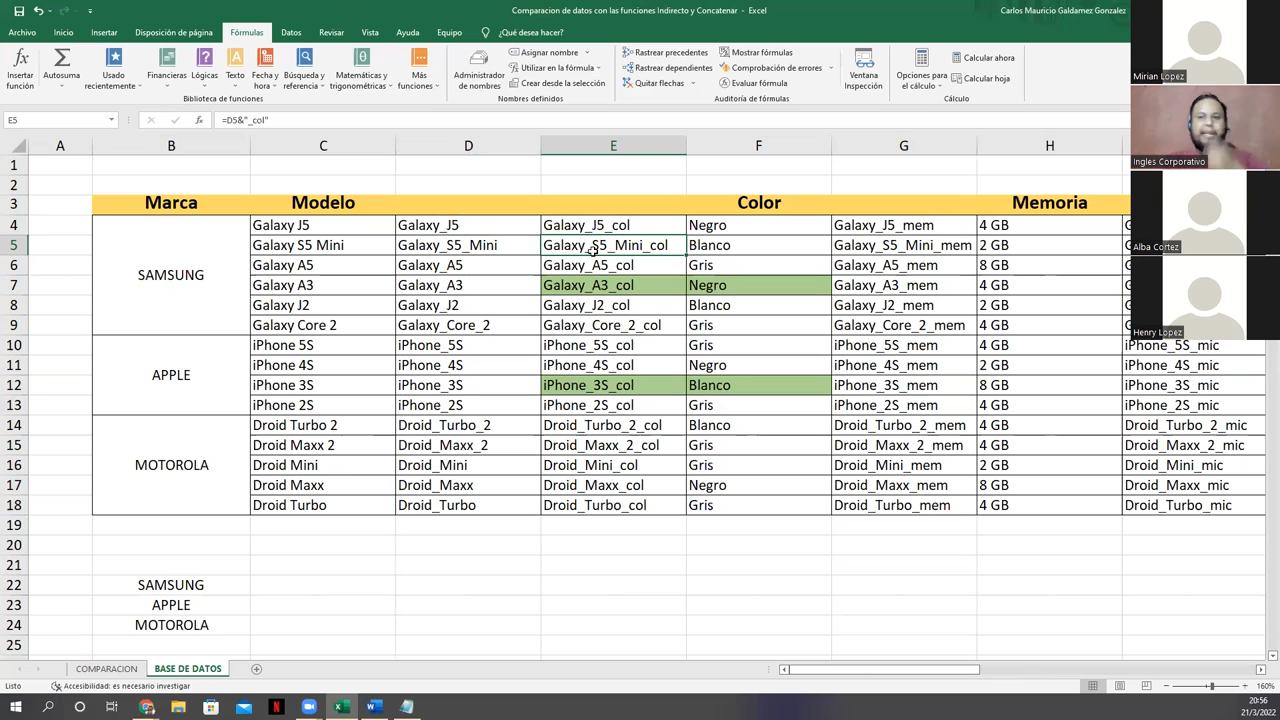 Comparacion de datos con las funciones Indirecto y Concatenar - Excel
Carlos Mauricio Galdamez Gonzalez
Archivo Inicio Insertar Disposición de página Fórmulas Datos Revisar Vista Ayuda Equipo ¿Qué desea hacer?
Insertar función
Autosuma
Usado recientemente
Financieras
Lógicas
Texto
Fecha y hora
Búsqueda y referencia
Matemáticas y trigonométricas
Más funciones
Biblioteca de funciones
Administrador de nombres
Asignar nombre
Utilizar en la fórmula
Crear desde la selección
Nombres definidos
Rastrear precedentes
Rastrear dependientes
Quitar flechas
Mostrar fórmulas
Comprobación de errores
Evaluar fórmula
Auditoría de fórmulas
Ventana Inspección
Opciones para el cálculo
Calcular ahora
Calcular hoja
Cálculo
Mirian Lopez
Ingles Corporativo
Alba Cortez
Henry Lopez
E5 fx =D5&"_col"
A B C D E F G H
1
2
3 Marca Modelo Color Memoria
4 Galaxy J5 Galaxy_J5 Galaxy_J5_col Negro Galaxy_J5_mem 4 GB
5 Galaxy S5 Mini Galaxy_S5_Mini Galaxy_S5_Mini_col Blanco Galaxy_S5_Mini_mem 2 GB
6 Galaxy A5 Galaxy_A5 Galaxy_A5_col Gris Galaxy_A5_mem 8 GB
SAMSUNG
7 Galaxy A3 Galaxy_A3 Galaxy_A3_col Negro Galaxy_A3_mem 4 GB
8 Galaxy J2 Galaxy_J2 Galaxy_J2_col Blanco Galaxy_J2_mem 2 GB
9 Galaxy Core 2 Galaxy_Core_2 Galaxy_Core_2_col Gris Galaxy_Core_2_mem 4 GB
10 iPhone 5S iPhone_5S iPhone_5S_col Gris iPhone_5S_mem 4 GB iPhone_5S_mic
11 iPhone 4S iPhone_4S iPhone_4S_col Negro iPhone_4S_mem 2 GB iPhone_4S_mic
APPLE
12 iPhone 3S iPhone_3S iPhone_3S_col Blanco iPhone_3S_mem 8 GB iPhone_3S_mic
13 iPhone 2S iPhone_2S iPhone_2S_col Gris iPhone_2S_mem 4 GB iPhone_2S_mic
14 Droid Turbo 2 Droid_Turbo_2 Droid_Turbo_2_col Blanco Droid_Turbo_2_mem 4 GB Droid_Turbo_2_mic
15 Droid Maxx 2 Droid_Maxx_2 Droid_Maxx_2_col Gris Droid_Maxx_2_mem 4 GB Droid_Maxx_2_mic
16 MOTOROLA Droid Mini Droid_Mini Droid_Mini_col Gris Droid_Mini_mem 2 GB Droid_Mini_mic
17 Droid Maxx Droid_Maxx Droid_Maxx_col Negro Droid_Maxx_mem 8 GB Droid_Maxx_mic
18 Droid Turbo Droid_Turbo Droid_Turbo_col Gris Droid_Turbo_mem 4 GB Droid_Turbo_mic
19
20
21
22 SAMSUNG
23 APPLE
24 MOTOROLA
25
COMPARACION BASE DE DATOS
Listo Accesibilidad: es necesario investigar 160%
20:56
21/3/2022